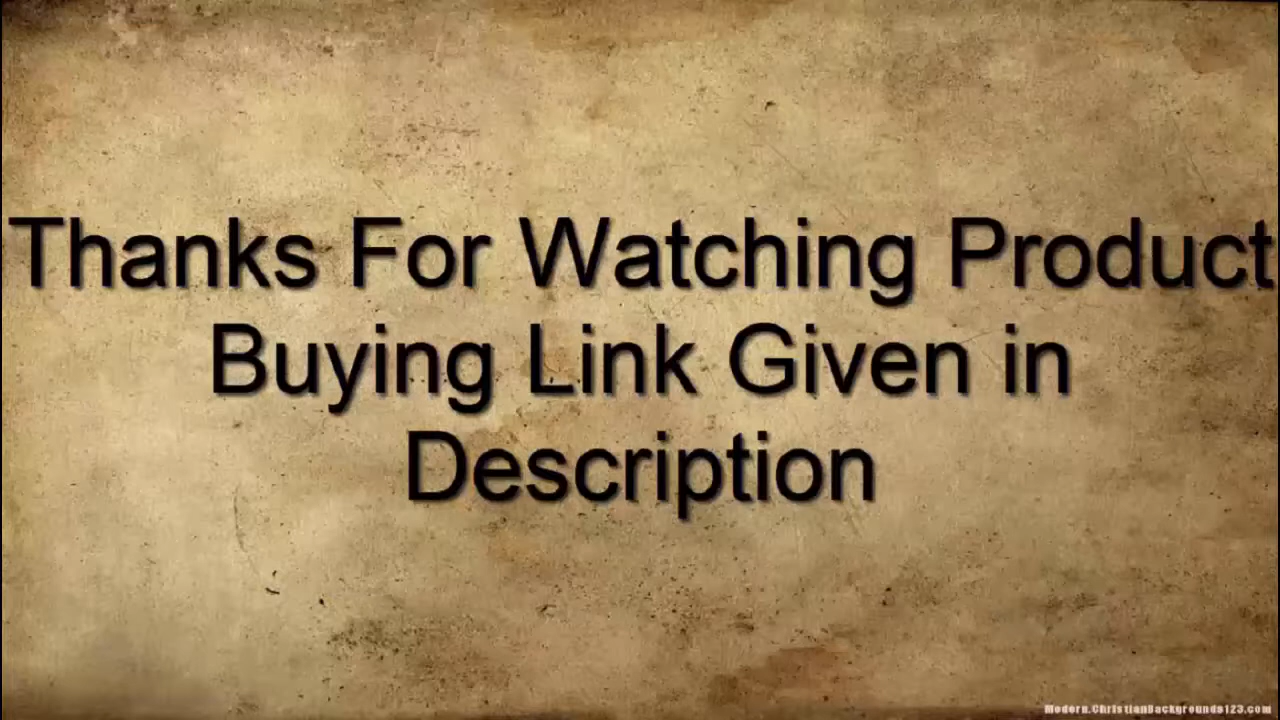 Thanks For Watching Product
Buying Link Given in
Description
Modern.ChristianBackgrounds123.com